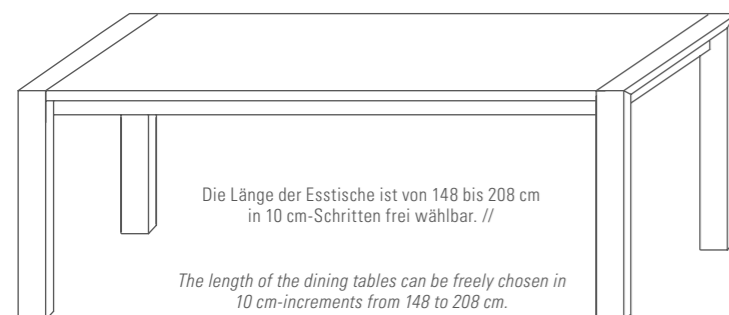 Die Länge der Esstische ist von 148 bis 208 cm
in 10 cm-Schritten frei wählbar. //
The length of the dining tables can be freely chosen in
10 cm-increments from 148 to 208 cm.